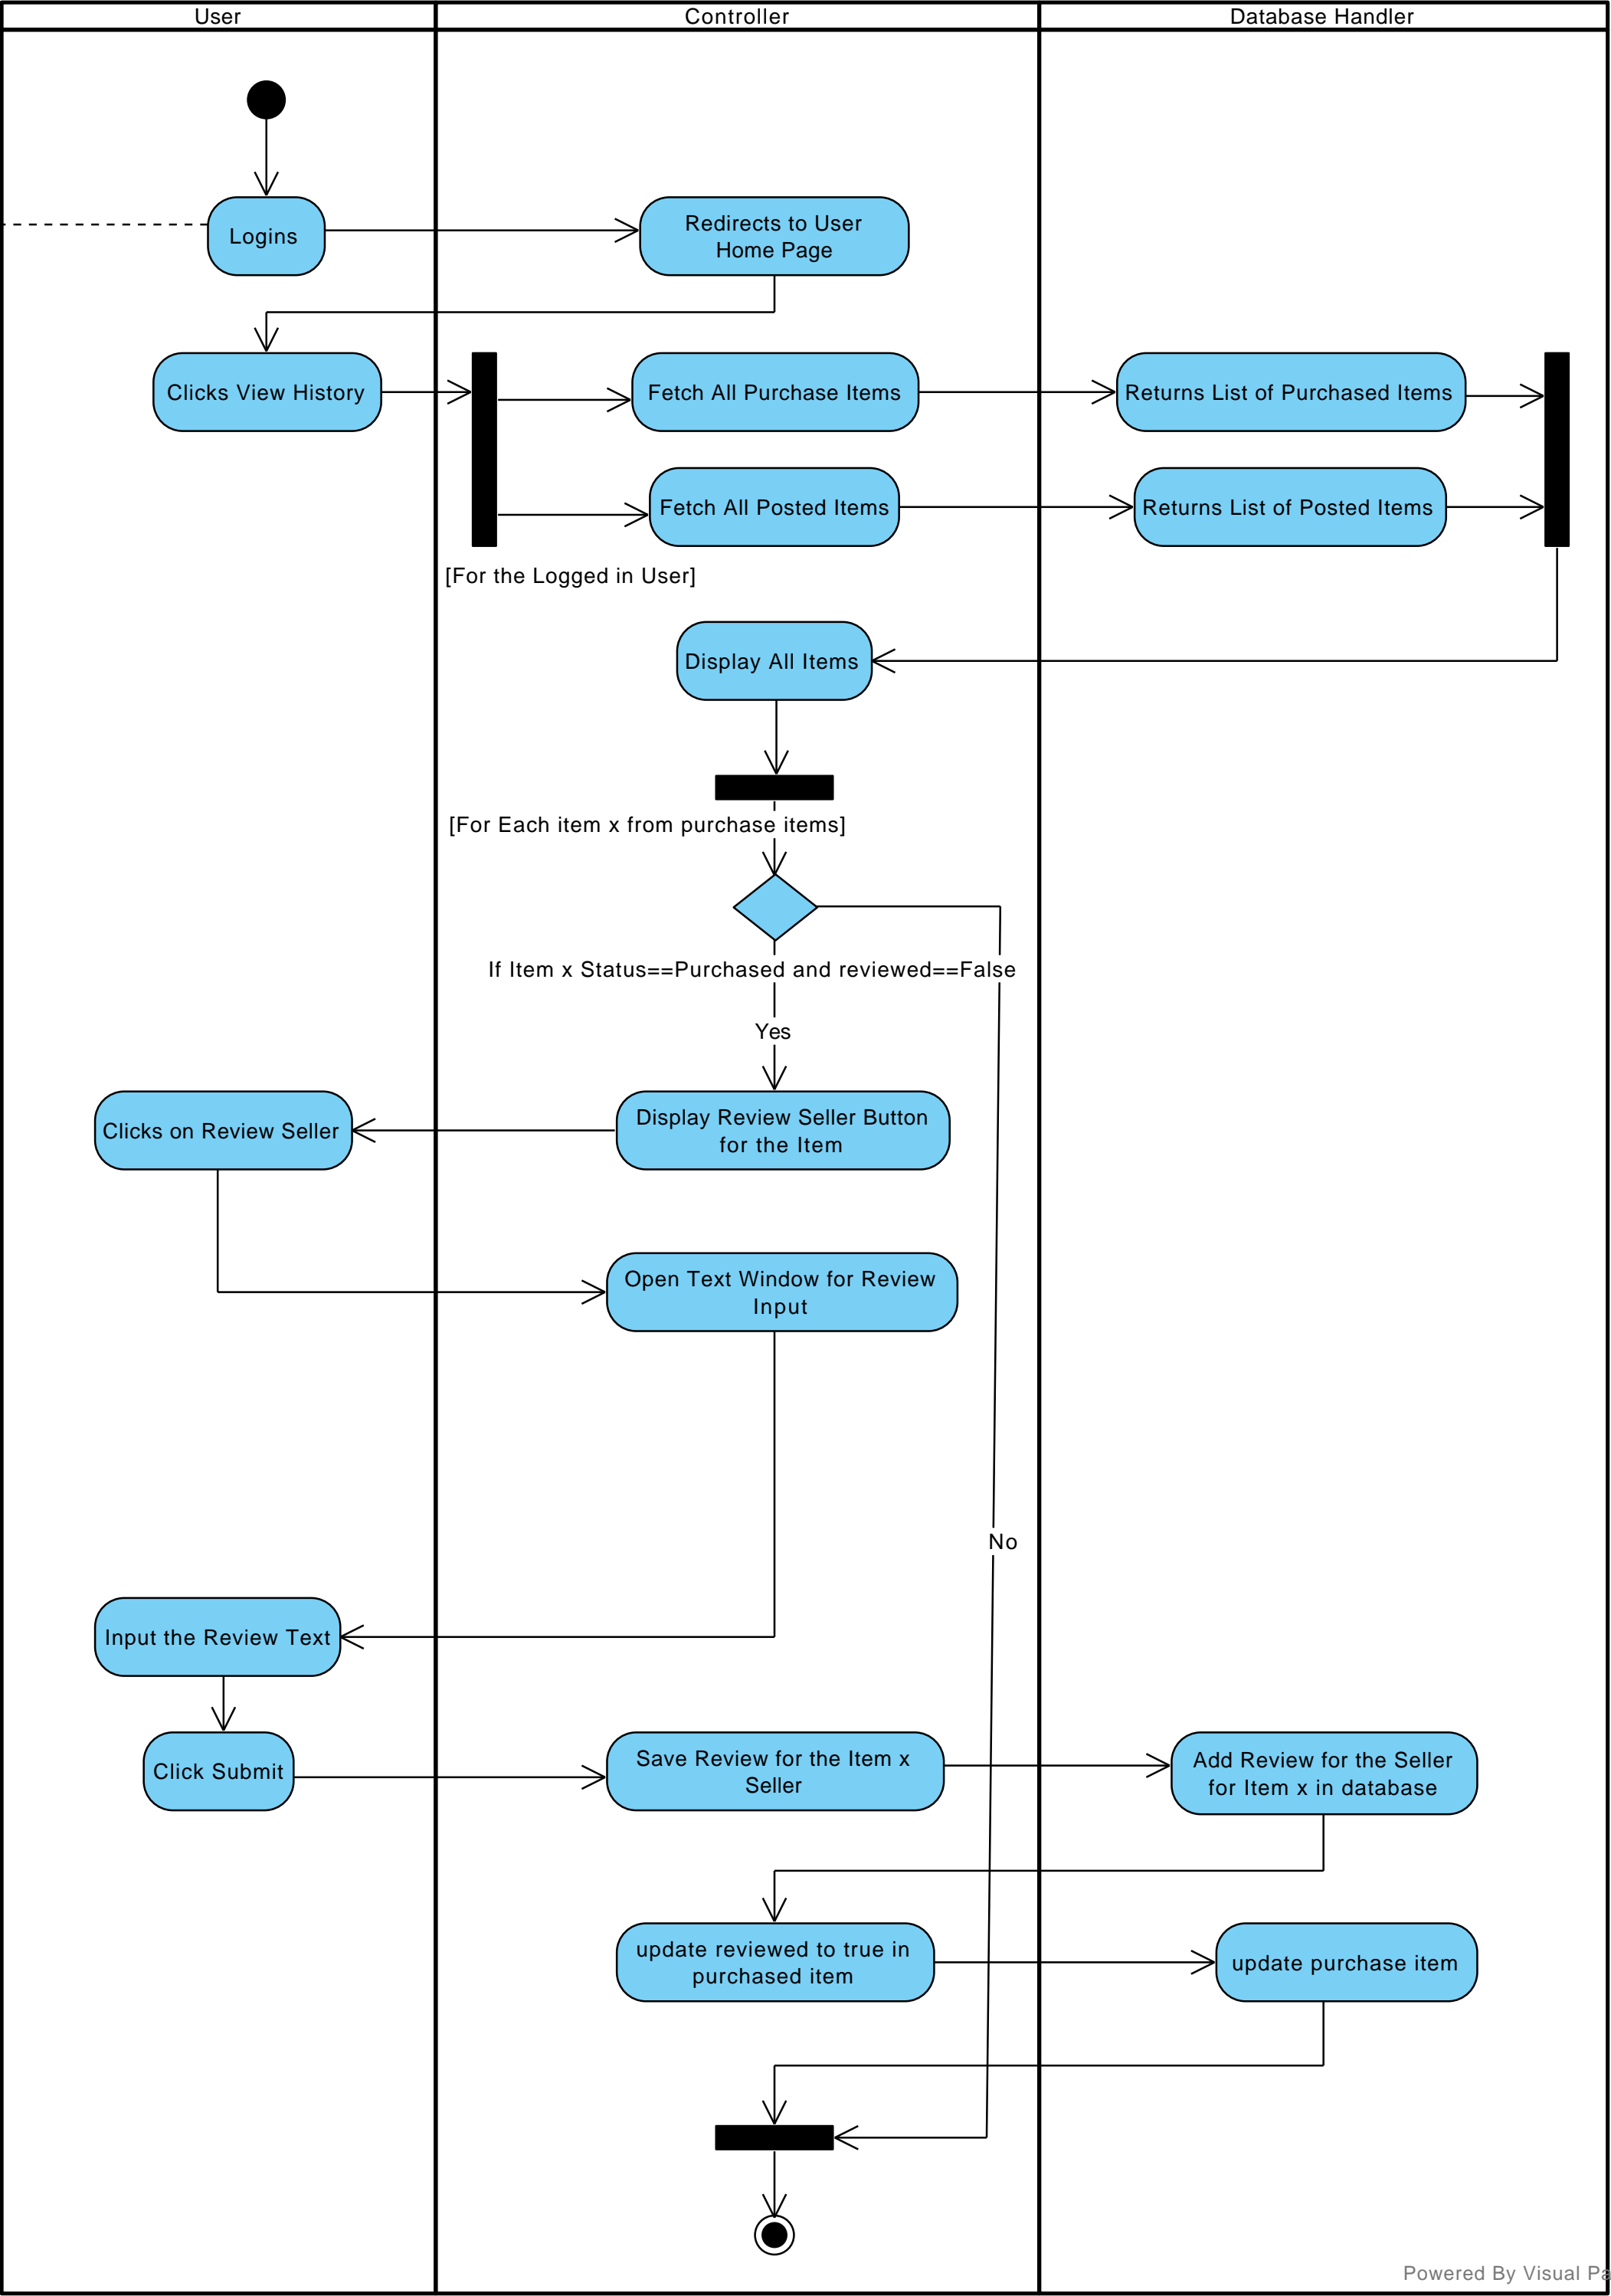 User
Controller
Database Handler
Logins
Redirects to User
Home Page
Clicks View History
Fetch All Purchase Items
Returns List of Purchased Items
Fetch All Posted Items
Returns List of Posted Items
[For the Logged in User]
Display All Items
[For Each item x from purchase items]
If Item x Status==Purchased and reviewed==False
Yes
Clicks on Review Seller
Display Review Seller Button
for the Item
Open Text Window for Review
Input
No
Input the Review Text
Click Submit
Save Review for the Item x
Seller
Add Review for the Seller
for Item x in database
update reviewed to true in
purchased item
update purchase item
Powered By Visual Pa